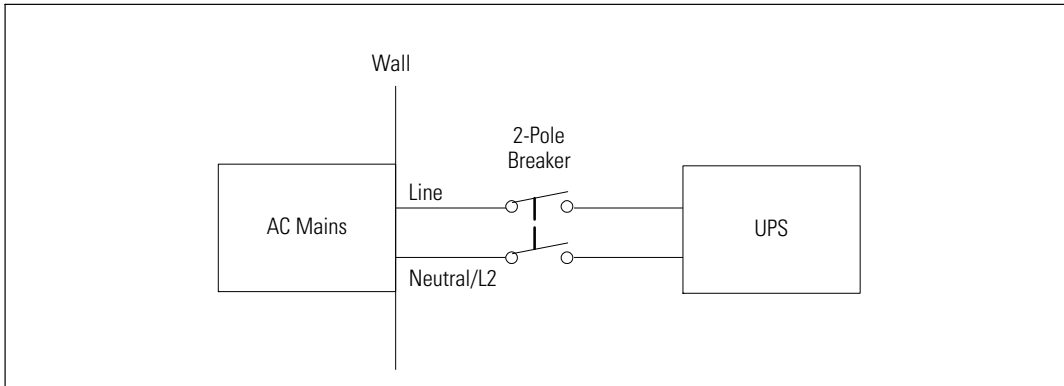 Wall
2-Pole
Breaker
Line
AC Mains
UPS
Neutral/L2